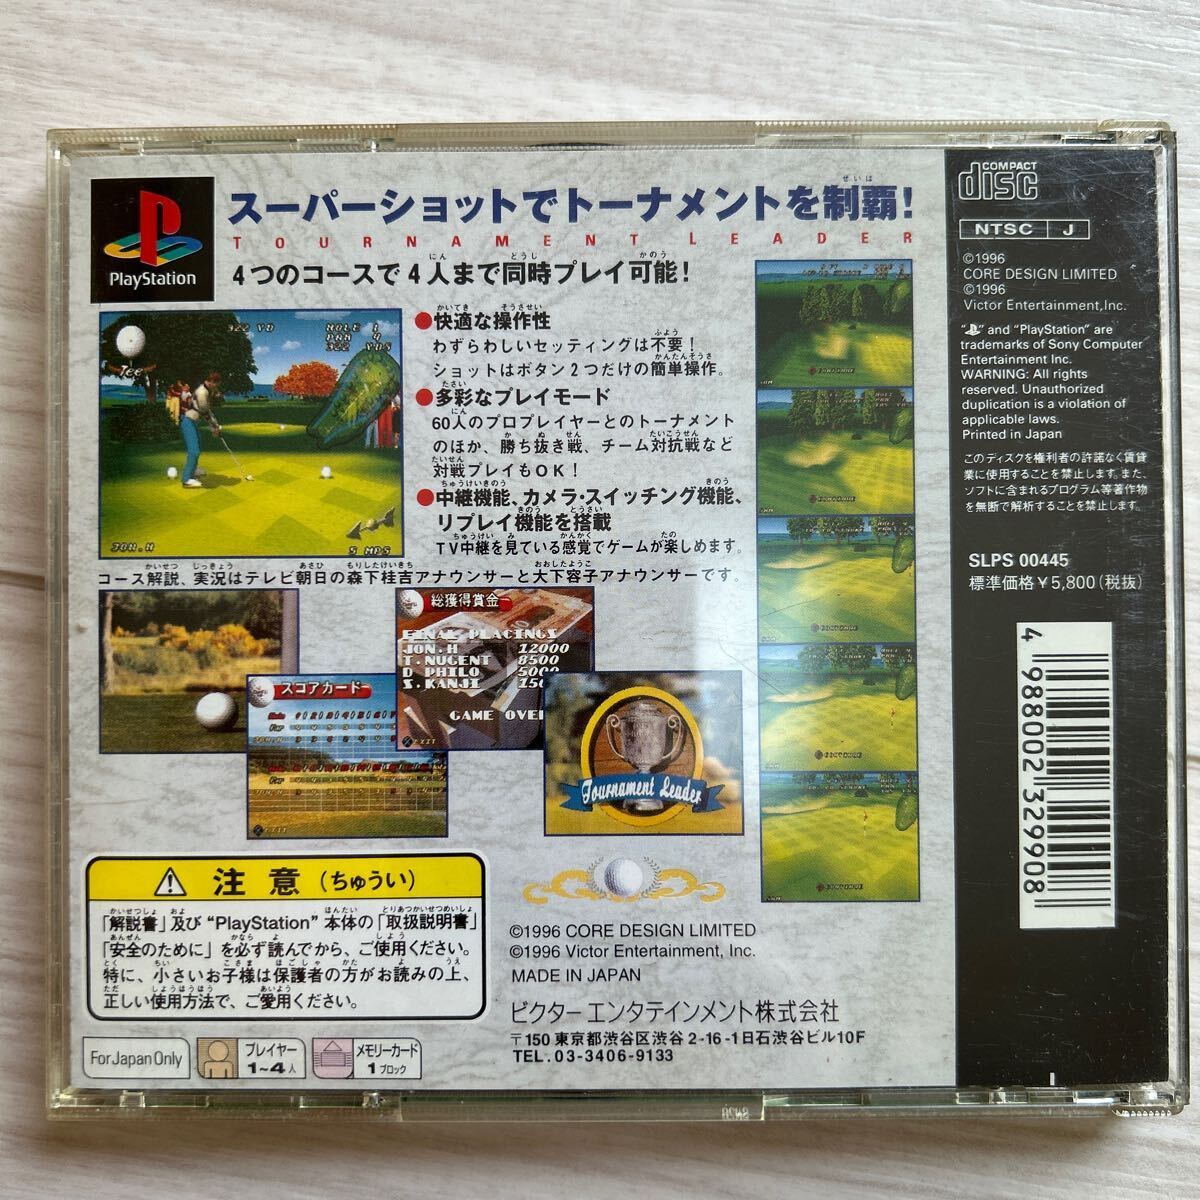 PlayStation
スーパーショットでトーナメントを制覇!
TOURNAMENT LEADER
4つのコースで4人まで同時プレイ可能!
322 YD
HOLE 1
PAR 4
322 YDS
Tee
JON.H
5 MPS
●快適な操作性
わずらわしいセッティングは不要!
ショットはボタン2つだけの簡単操作。
●多彩なプレイモード
60人のプロプレイヤーとのトーナメント
のほか、勝ち抜き戦、チーム対抗戦など
対戦プレイもOK!
●中継機能、カメラ・スイッチング機能、
リプレイ機能を搭載
TV中継を見ている感覚でゲームが楽しめます。
コース解説、実況はテレビ朝日の森下桂吉アナウンサーと大下容子アナウンサーです。
スコアカード
EXIT
総獲得賞金
FINAL PLACINGS
JON.H 12000
T.NUGENT 8500
D PHILO
S.KANJI
GAME OVER
EXIT
Tournament Leader
注意(ちゅうい)
「解説書」及び"PlayStation"本体の「取扱説明書」
「安全のために」を必ず読んでから、ご使用ください。
特に、小さいお子様は保護者の方がお読みの上、
正しい使用方法で、ご愛用ください。
For Japan Only
プレイヤー
1~4人
メモリーカード
1ブロック
©1996 CORE DESIGN LIMITED
©1996 Victor Entertainment, Inc.
MADE IN JAPAN
ビクターエンタテインメント株式会社
〒150 東京都渋谷区渋谷2-16-1日石渋谷ビル10F
TEL. 03-3406-9133
COMPACT
disc
NTSC J
©1996
CORE DESIGN LIMITED
©1996
Victor Entertainment,Inc.
" " and "PlayStation" are
trademarks of Sony Computer
Entertainment Inc.
WARNING: All rights
reserved. Unauthorized
duplication is a violation of
applicable laws.
Printed in Japan
このディスクを権利者の許諾なく賃貸
業に使用することを禁止します。また、
ソフトに含まれるプログラム等著作物
を無断で解析することを禁止します。
SLPS 00445
標準価格¥5,800(税抜)
4 988002 329908